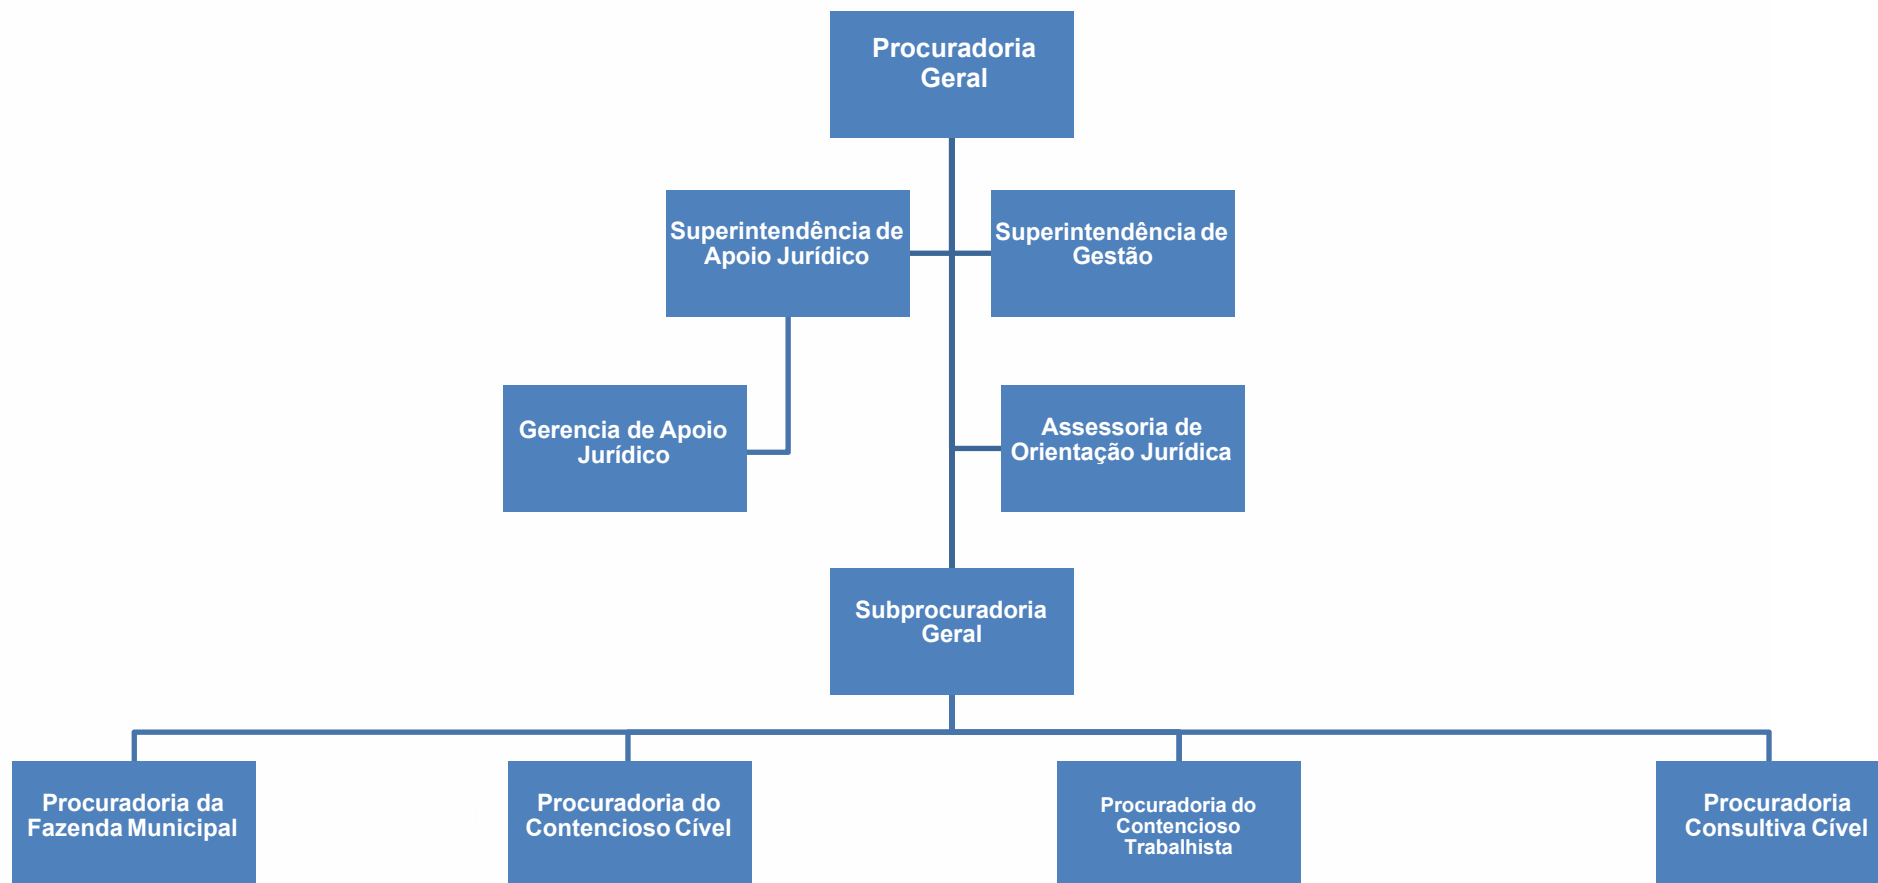 Procuradoria
Geral
Superintendência de
Apoio Jurídico
Superintendência de
Gestão
Gerencia de Apoio
Jurídico
Assessoria de
Orientação Jurídica
Subprocuradoria
Geral
Procuradoria da
Fazenda Municipal
Procuradoria do
Contencioso Cível
Procuradoria do
Contencioso
Trabalhista
Procuradoria
Consultiva Cível